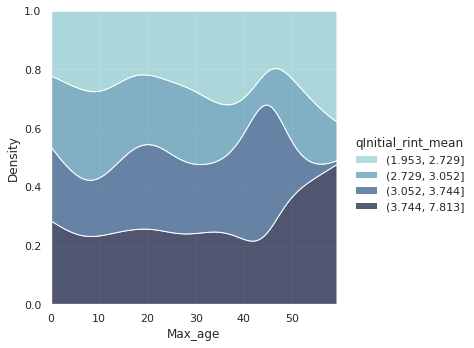 1.0
0.8
0.6
0.4
0.2
0.0
Density
0 10 20 30 40 50
Max_age
qInitial_rint_mean
(1.953, 2.729]
(2.729, 3.052]
(3.052, 3.744]
(3.744, 7.813]